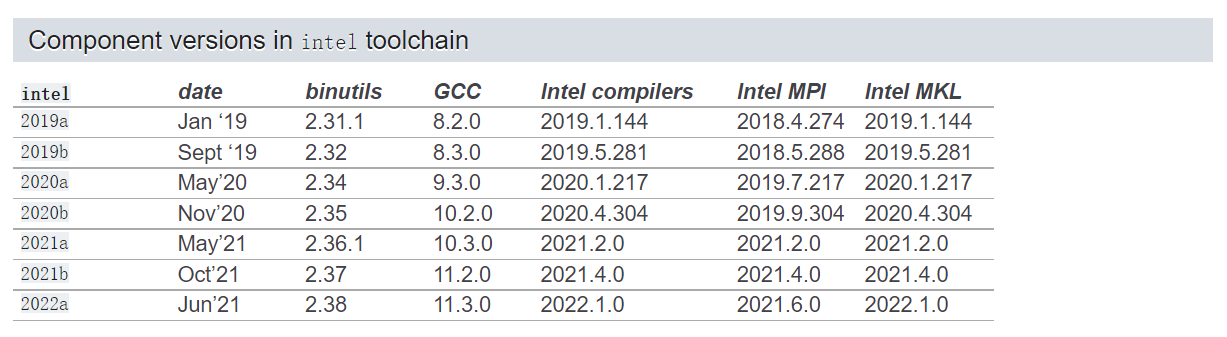 Component versions in intel toolchain
intel date binutils GCC Intel compilers Intel MPI Intel MKL
2019a Jan ‘19 2.31.1 8.2.0 2019.1.144 2018.4.274 2019.1.144
2019b Sept ‘19 2.32 8.3.0 2019.5.281 2018.5.288 2019.5.281
2020a May’20 2.34 9.3.0 2020.1.217 2019.7.217 2020.1.217
2020b Nov’20 2.35 10.2.0 2020.4.304 2019.9.304 2020.4.304
2021a May’21 2.36.1 10.3.0 2021.2.0 2021.2.0 2021.2.0
2021b Oct’21 2.37 11.2.0 2021.4.0 2021.4.0 2021.4.0
2022a Jun’21 2.38 11.3.0 2022.1.0 2021.6.0 2022.1.0